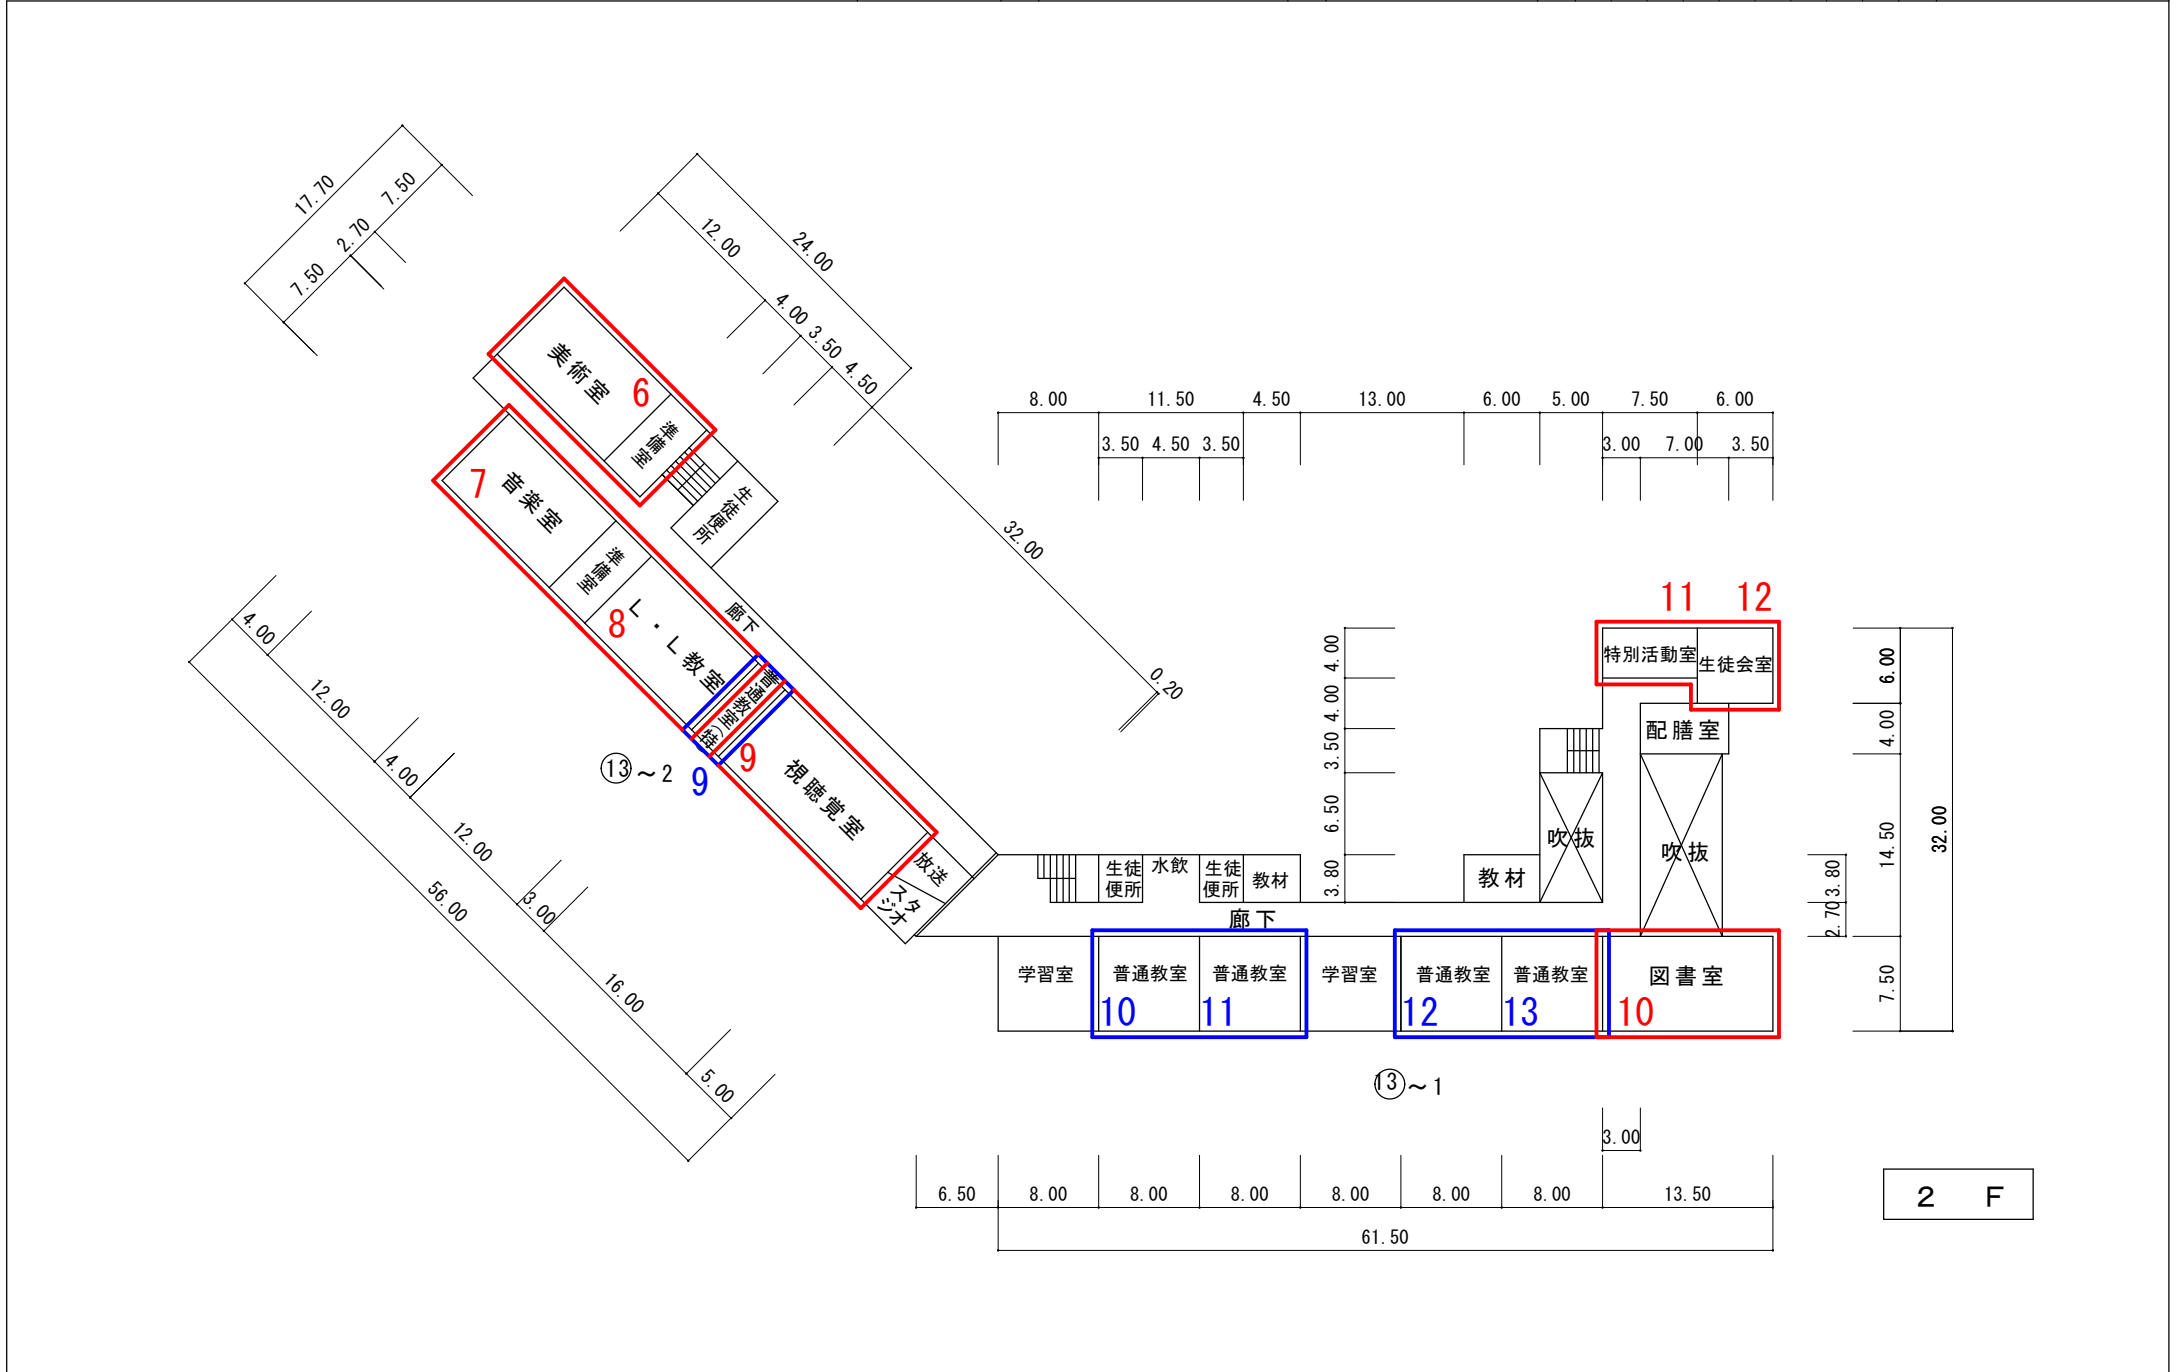 17.70
7.50
2.70
7.50
24.00
12.00
4.00
3.50
4.50
32.00
0.20
美術室
6
準備室
生徒便所
7
音楽室
準備室
8
L・L教室
廊下
普通教室(特)
9
9
視聴覚室
放送
スタジオ
⑬～2
4.00
12.00
4.00
12.00
3.00
16.00
5.00
56.00
8.00 11.50 4.50 13.00 6.00 5.00 7.50 6.00
3.50 4.50 3.50 3.00 7.00 3.50
11 12
特別活動室 生徒会室
配膳室
吹抜 吹抜
4.00
4.00
3.50
6.50
3.80
6.00
4.00
14.50
7.50
32.00
3.80
2.70
生徒便所 水飲 生徒便所 教材 教材
廊下
学習室 普通教室 普通教室 学習室 普通教室 普通教室 図書室
10 11 12 13 10
⑬～1
3.00
6.50 8.00 8.00 8.00 8.00 8.00 8.00 13.50
61.50
2 F